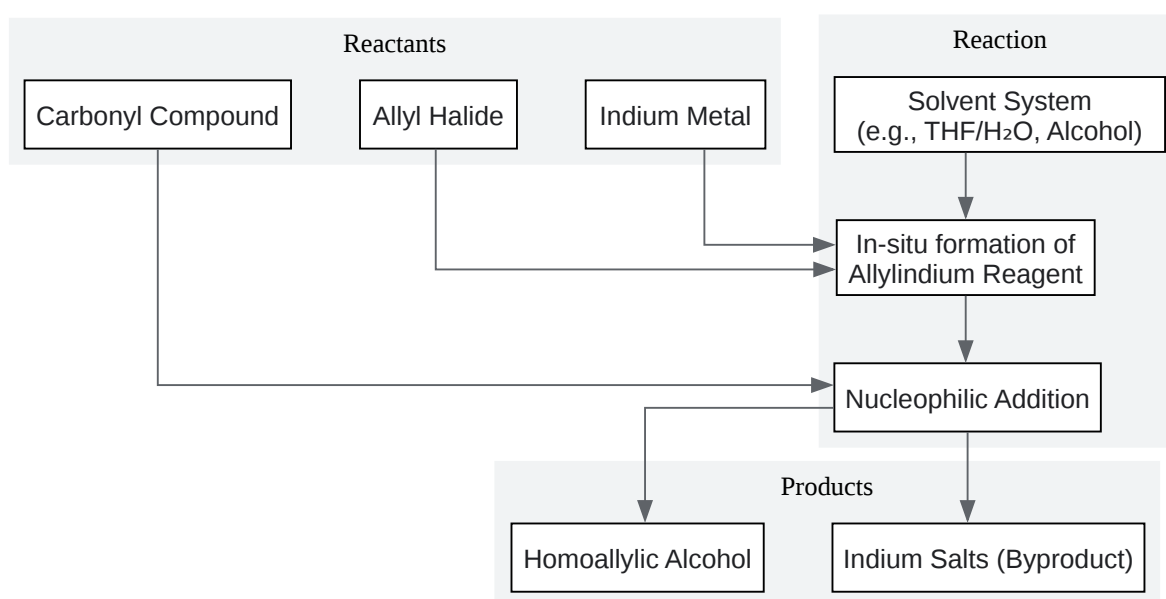 Reactants
Carbonyl Compound
Allyl Halide
Indium Metal
Reaction
Solvent System
(e.g., THF/H₂O, Alcohol)
In-situ formation of
Allylindium Reagent
Nucleophilic Addition
Products
Homoallylic Alcohol
Indium Salts (Byproduct)